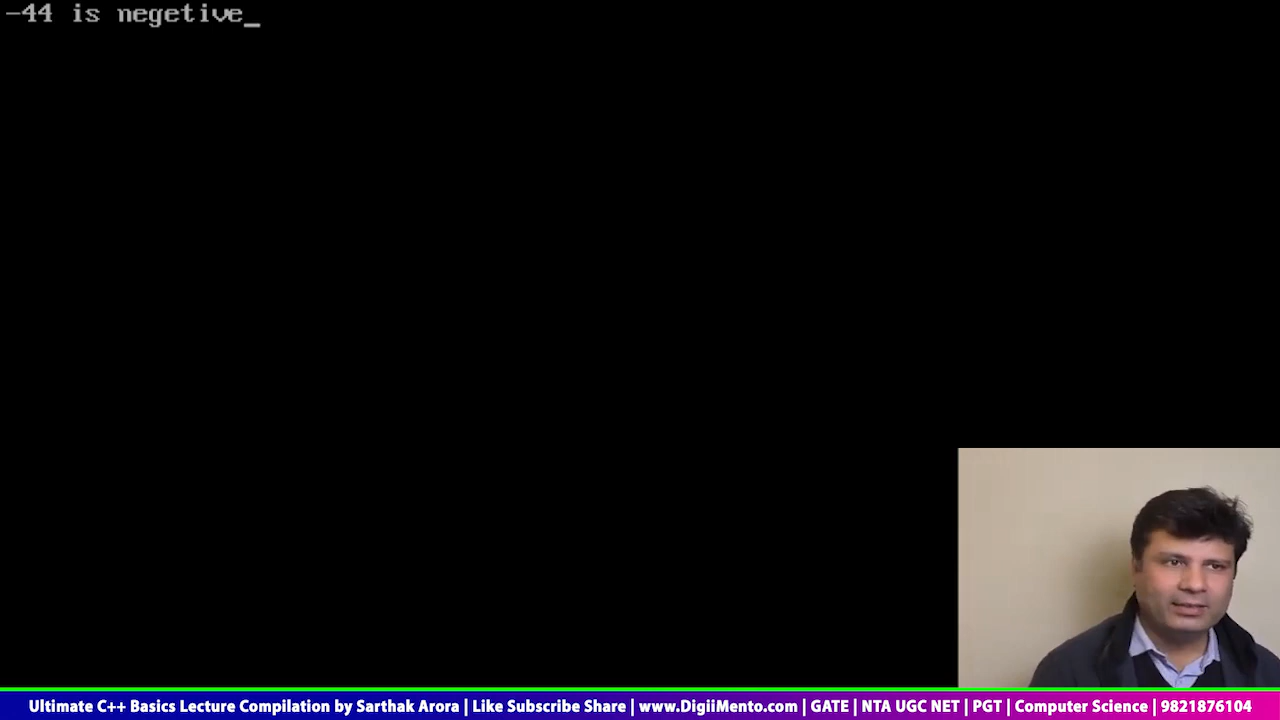 -44 is negetive_
Ultimate C++ Basics Lecture Compilation by Sarthak Arora | Like Subscribe Share | www.DigiiMento.com | GATE | NTA UGC NET | PGT | Computer Science | 9821876104